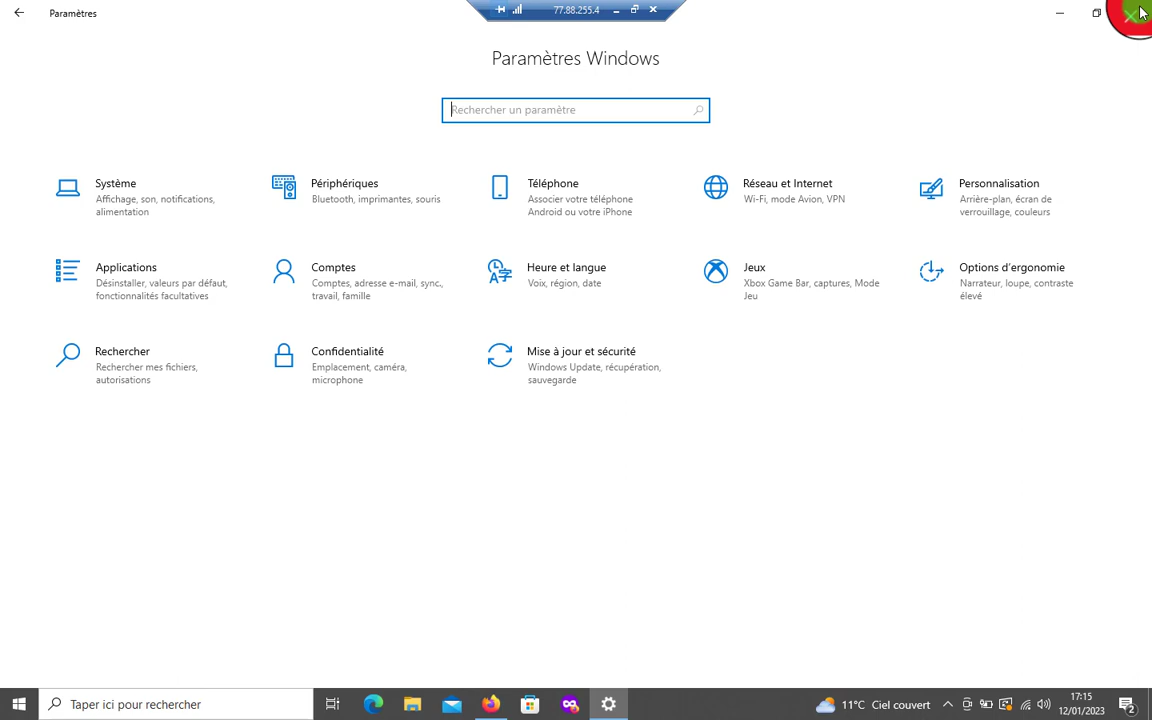 Paramètres
77.88.255.4
Paramètres Windows
Rechercher un paramètre
Système
Affichage, son, notifications,
alimentation
Périphériques
Bluetooth, imprimantes, souris
Téléphone
Associer votre téléphone
Android ou votre iPhone
Réseau et Internet
Wi-Fi, mode Avion, VPN
Personnalisation
Arrière-plan, écran de
verrouillage, couleurs
Applications
Désinstaller, valeurs par défaut,
fonctionnalités facultatives
Comptes
Comptes, adresse e-mail, sync.,
travail, famille
Heure et langue
Voix, région, date
Jeux
Xbox Game Bar, captures, Mode
Jeu
Options d'ergonomie
Narrateur, loupe, contraste
élevé
Rechercher
Rechercher mes fichiers,
autorisations
Confidentialité
Emplacement, caméra,
microphone
Mise à jour et sécurité
Windows Update, récupération,
sauvegarde
Taper ici pour rechercher
11°C Ciel couvert
17:15
12/01/2023
2